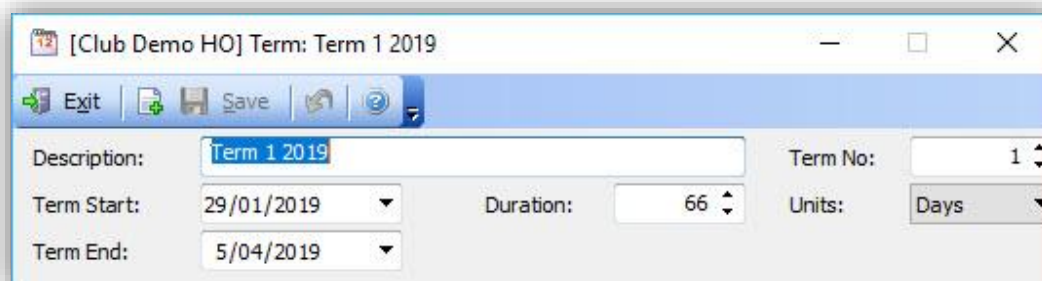 [Club Demo HO] Term: Term 1 2019
Exit Save
Description: Term 1 2019 Term No: 1
Term Start: 29/01/2019 Duration: 66 Units: Days
Term End: 5/04/2019